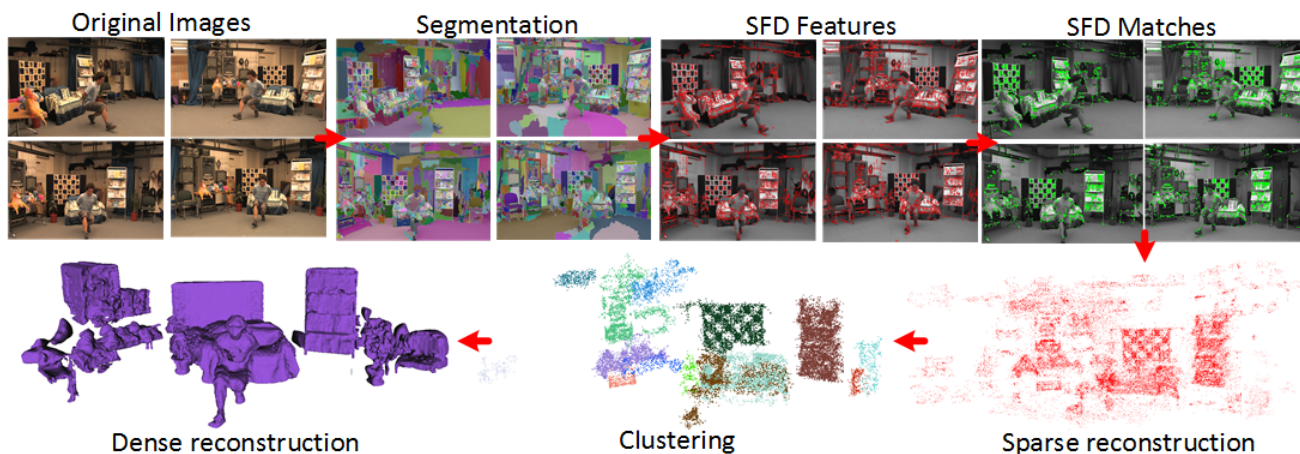 Original Images
Segmentation
SFD Features
SFD Matches
Dense reconstruction
Clustering
Sparse reconstruction